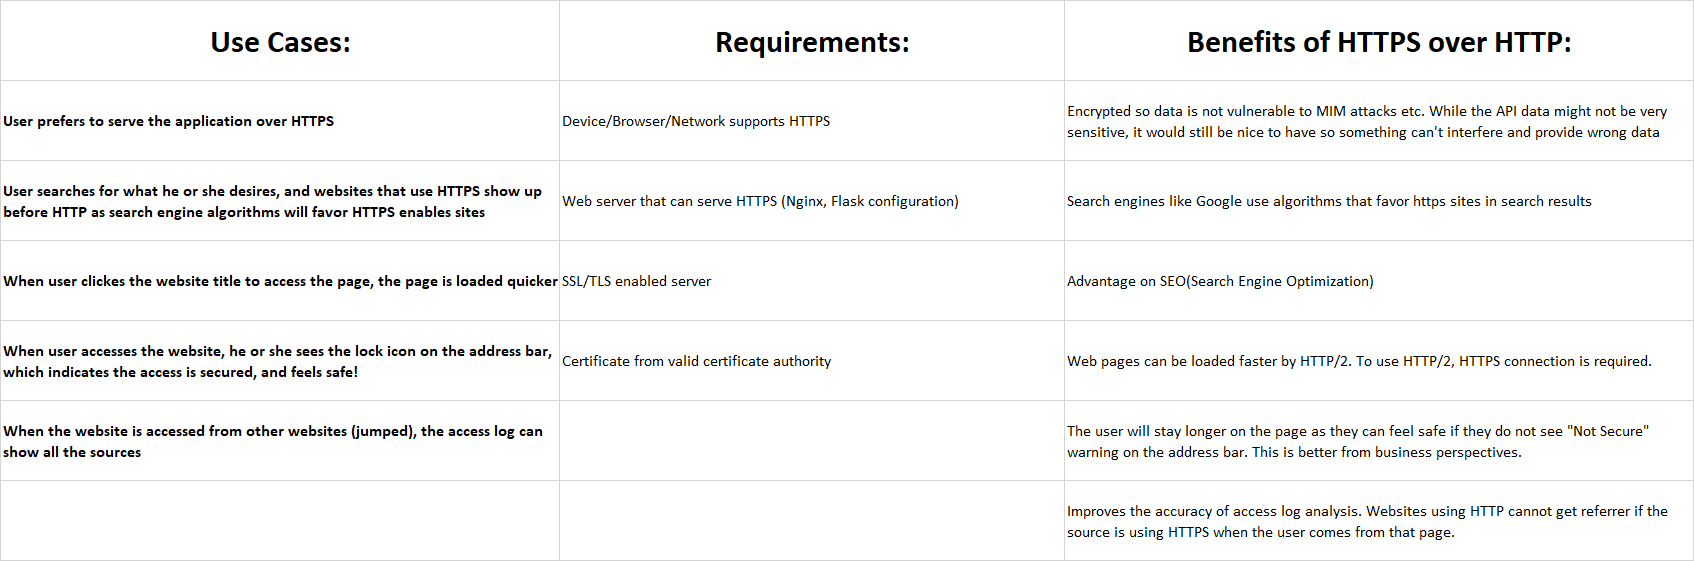 Use Cases:
Requirements:
Benefits of HTTPS over HTTP:
User prefers to serve the application over HTTPS
Device/Browser/Network supports HTTPS
Encrypted so data is not vulnerable to MIM attacks etc. While the API data might not be very
sensitive, it would still be nice to have so something can't interfere and provide wrong data
User searches for what he or she desires, and websites that use HTTPS show up
before HTTP as search engine algorithms will favor HTTPS enables sites
Web server that can serve HTTPS (Nginx, Flask configuration)
Search engines like Google use algorithms that favor https sites in search results
When user clickes the website title to access the page, the page is loaded quicker
SSL/TLS enabled server
Advantage on SEO(Search Engine Optimization)
When user accesses the website, he or she sees the lock icon on the address bar,
which indicates the access is secured, and feels safe!
Certificate from valid certificate authority
Web pages can be loaded faster by HTTP/2. To use HTTP/2, HTTPS connection is required.
When the website is accessed from other websites (jumped), the access log can
show all the sources
The user will stay longer on the page as they can feel safe if they do not see "Not Secure"
warning on the address bar. This is better from business perspectives.
Improves the accuracy of access log analysis. Websites using HTTP cannot get referrer if the
source is using HTTPS when the user comes from that page.